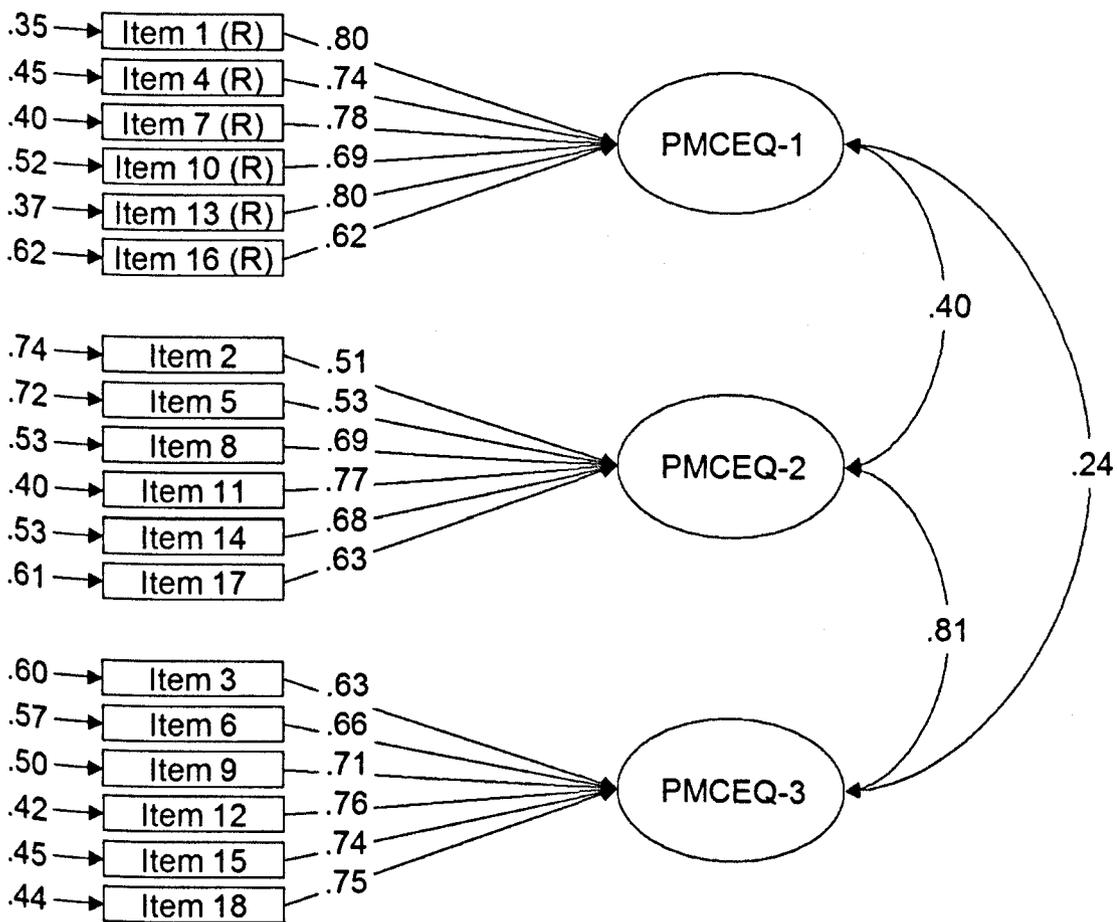 .35 Item 1 (R) .80
.45 Item 4 (R) .74
.40 Item 7 (R) .78
.52 Item 10 (R) .69
.37 Item 13 (R) .80
.62 Item 16 (R) .62
PMCEQ-1
.40
.74 Item 2 .51
.72 Item 5 .53
.53 Item 8 .69
.40 Item 11 .77
.53 Item 14 .68
.61 Item 17 .63
PMCEQ-2
.24
.81
.60 Item 3 .63
.57 Item 6 .66
.50 Item 9 .71
.42 Item 12 .76
.45 Item 15 .74
.44 Item 18 .75
PMCEQ-3